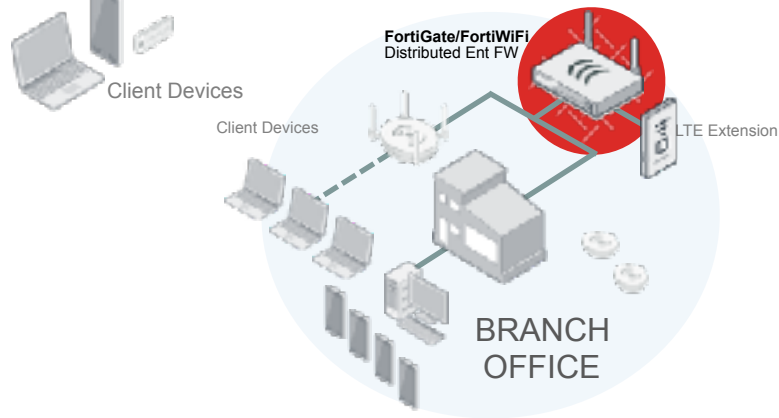 FortiGate/FortiWiFi
Distributed Ent FW
Client Devices
Client Devices
LTE Extension
BRANCH
OFFICE